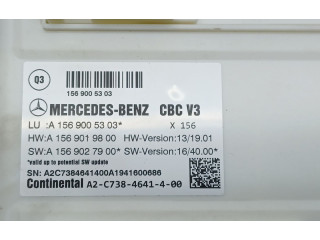 Q3
156 900 53 03
MERCEDES-BENZ CBC V3
LU :A 156 900 53 03* X 156
HW:A 156 901 98 00 HW-Version:13/19.01
SW:A 156 902 79 00* SW-Version:16/40.00*
*valid up to potential SW update
SN: A2C7384641400A1941600686
Continental A2-C738-4641-4-00